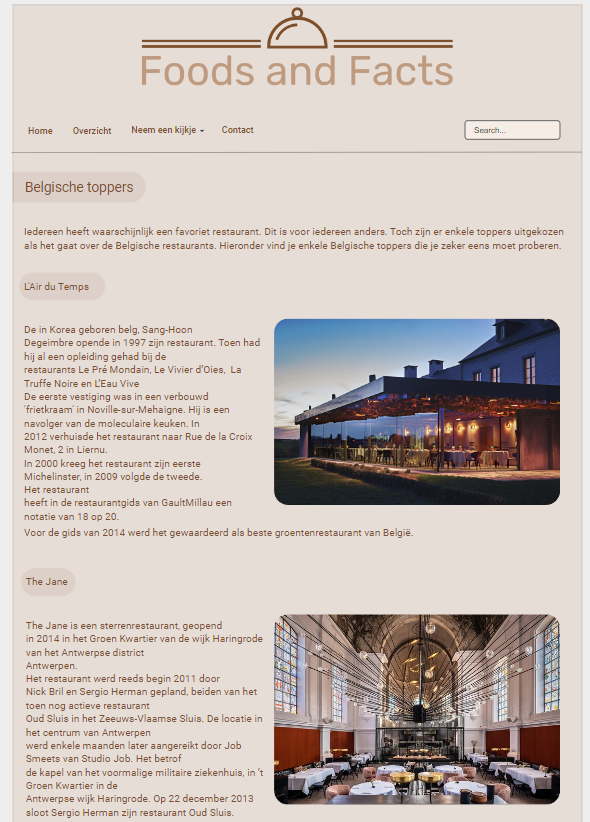 Foods and Facts
Home Overzicht Neem een kijkje Contact Search...
Belgische toppers
Iedereen heeft waarschijnlijk een favoriet restaurant. Dit is voor iedereen anders. Toch zijn er enkele toppers uitgekozen
als het gaat over de Belgische restaurants. Hieronder vind je enkele Belgische toppers die je zeker eens moet proberen.
L'Air du Temps
De in Korea geboren belg, Sang-Hoon
Degeimbre opende in 1997 zijn restaurant. Toen had
hij al een opleiding gehad bij de
restaurants Le Pré Mondain, Le Vivier d'Oies, La
Truffe Noire en L'Eau Vive
De eerste vestiging was in een verbouwd
'frietkraam' in Noville-sur-Mehaigne. Hij is een
navolger van de moleculaire keuken. In
2012 verhuisde het restaurant naar Rue de la Croix
Monet, 2 in Liernu.
In 2000 kreeg het restaurant zijn eerste
Michelinster, in 2009 volgde de tweede.
Het restaurant
heeft in de restaurantgids van GaultMillau een
notatie van 18 op 20.
Voor de gids van 2014 werd het gewaardeerd als beste groentenrestaurant van België.
The Jane
The Jane is een sterrenrestaurant, geopend
in 2014 in het Groen Kwartier van de wijk Haringrode
van het Antwerpse district
Antwerpen.
Het restaurant werd reeds begin 2011 door
Nick Bril en Sergio Herman gepland, beiden van het
toen nog actieve restaurant
Oud Sluis in het Zeeuws-Vlaamse Sluis. De locatie in
het centrum van Antwerpen
werd enkele maanden later aangereikt door Job
Smeets van Studio Job. Het betrof
de kapel van het voormalige militaire ziekenhuis, in 't
Groen Kwartier in de
Antwerpse wijk Haringrode. Op 22 december 2013
sloot Sergio Herman zijn restaurant Oud Sluis.